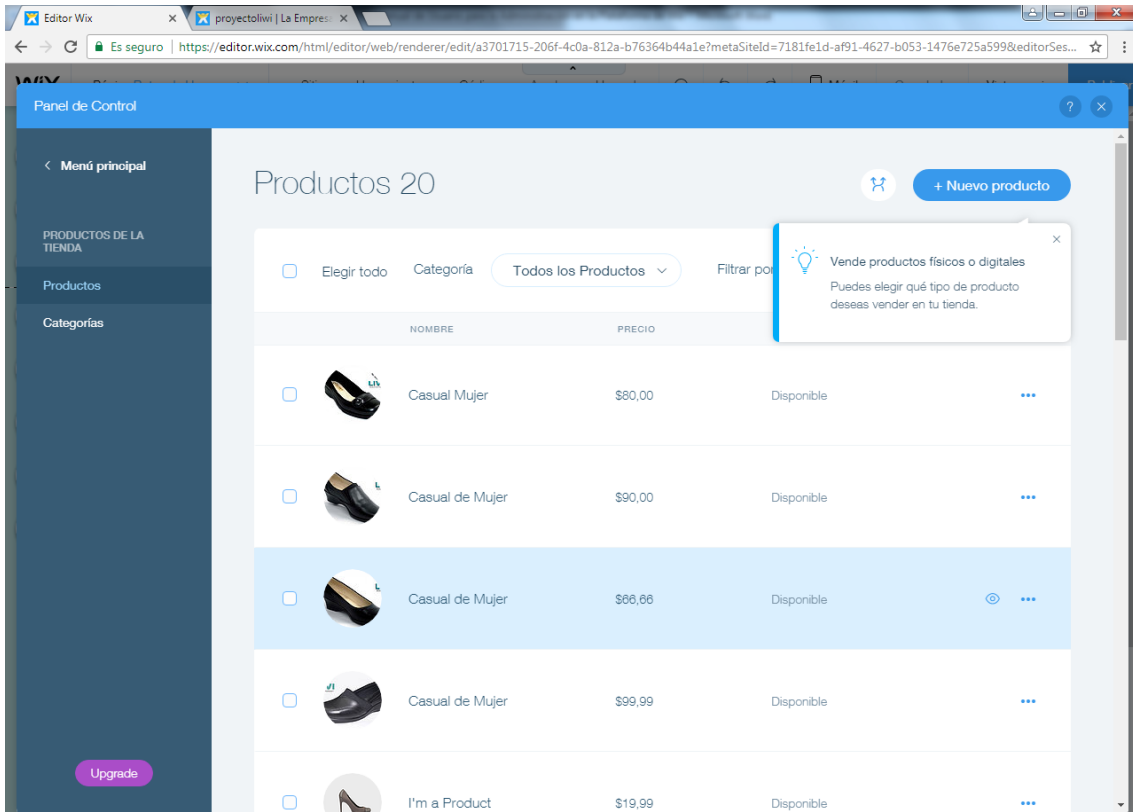 Editor Wix
proyectoliwi | La Empres
Es seguro | https://editor.wix.com/html/editor/web/renderer/edit/a3701715-206f-4c0a-812a-b76364b44a1e?metaSiteId=7181fe1d-af91-4627-b053-1476e725a599&editorSes...
Panel de Control
?
Menú principal
Productos 20
+ Nuevo producto
PRODUCTOS DE LA
TIENDA
Productos
Categorías
Elegir todo
Categoría
Todos los Productos
Filtrar por
Vende productos físicos o digitales
Puedes elegir qué tipo de producto
deseas vender en tu tienda.
NOMBRE PRECIO
Casual Mujer $80,00 Disponible
Casual de Mujer $90,00 Disponible
Casual de Mujer $66,66 Disponible
Casual de Mujer $99,99 Disponible
I'm a Product $19,99 Disponible
Upgrade